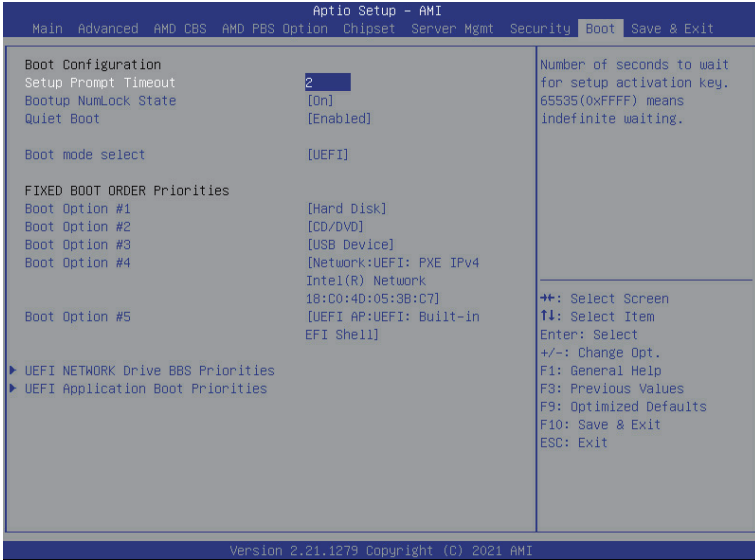 Aptio Setup – AMI
Main Advanced AMD CBS AMD PBS Option Chipset Server Mgmt Security Boot Save & Exit
Boot Configuration
Setup Prompt Timeout 2
Bootup NumLock State [On]
Quiet Boot [Enabled]
Boot mode select [UEFI]
FIXED BOOT ORDER Priorities
Boot Option #1 [Hard Disk]
Boot Option #2 [CD/DVD]
Boot Option #3 [USB Device]
Boot Option #4 [Network:UEFI: PXE IPv4
Intel(R) Network
18:C0:4D:05:3B:C7]
Boot Option #5 [UEFI AP:UEFI: Built-in
EFI Shell]
UEFI NETWORK Drive BBS Priorities
UEFI Application Boot Priorities
Number of seconds to wait
for setup activation key.
65535(0xFFFF) means
indefinite waiting.
→←: Select Screen
↑↓: Select Item
Enter: Select
+/-: Change Opt.
F1: General Help
F3: Previous Values
F9: Optimized Defaults
F10: Save & Exit
ESC: Exit
Version 2.21.1279 Copyright (C) 2021 AMI